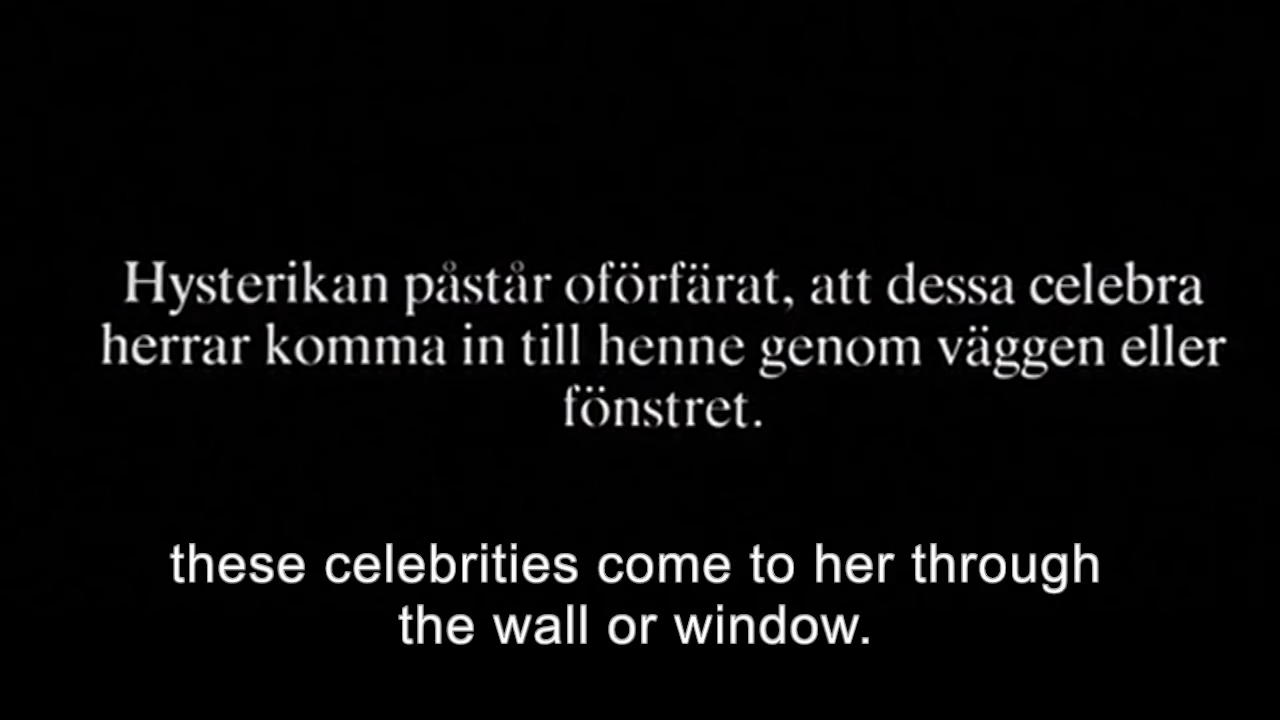 Hysterikan påstår oförfärat, att dessa celebra
herrar komma in till henne genom väggen eller
fönstret.
these celebrities come to her through
the wall or window.